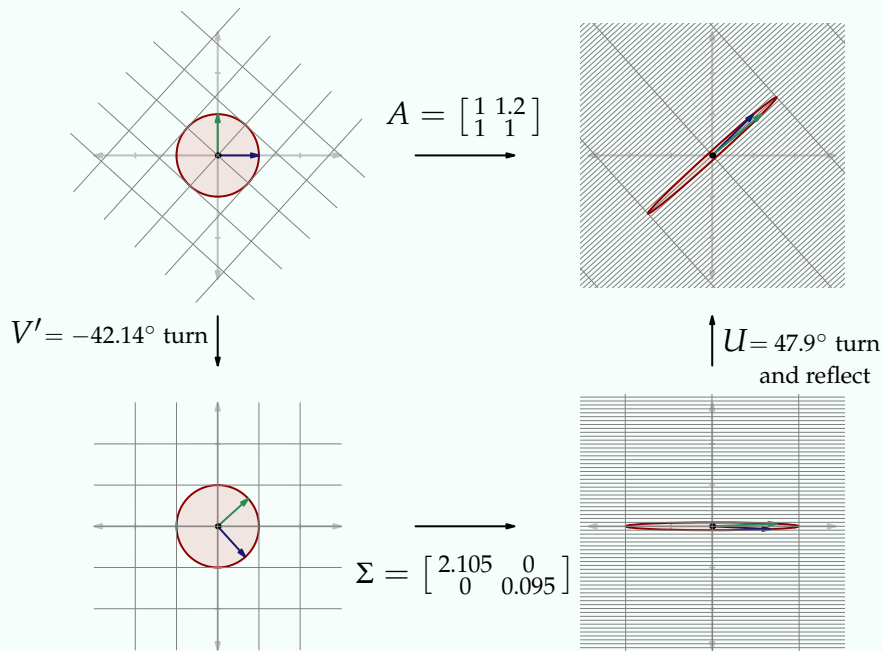 A = [ 1 1.2
1 1 ]
V′ = −42.14° turn
U = 47.9° turn
and reflect
Σ = [ 2.105 0
0 0.095 ]